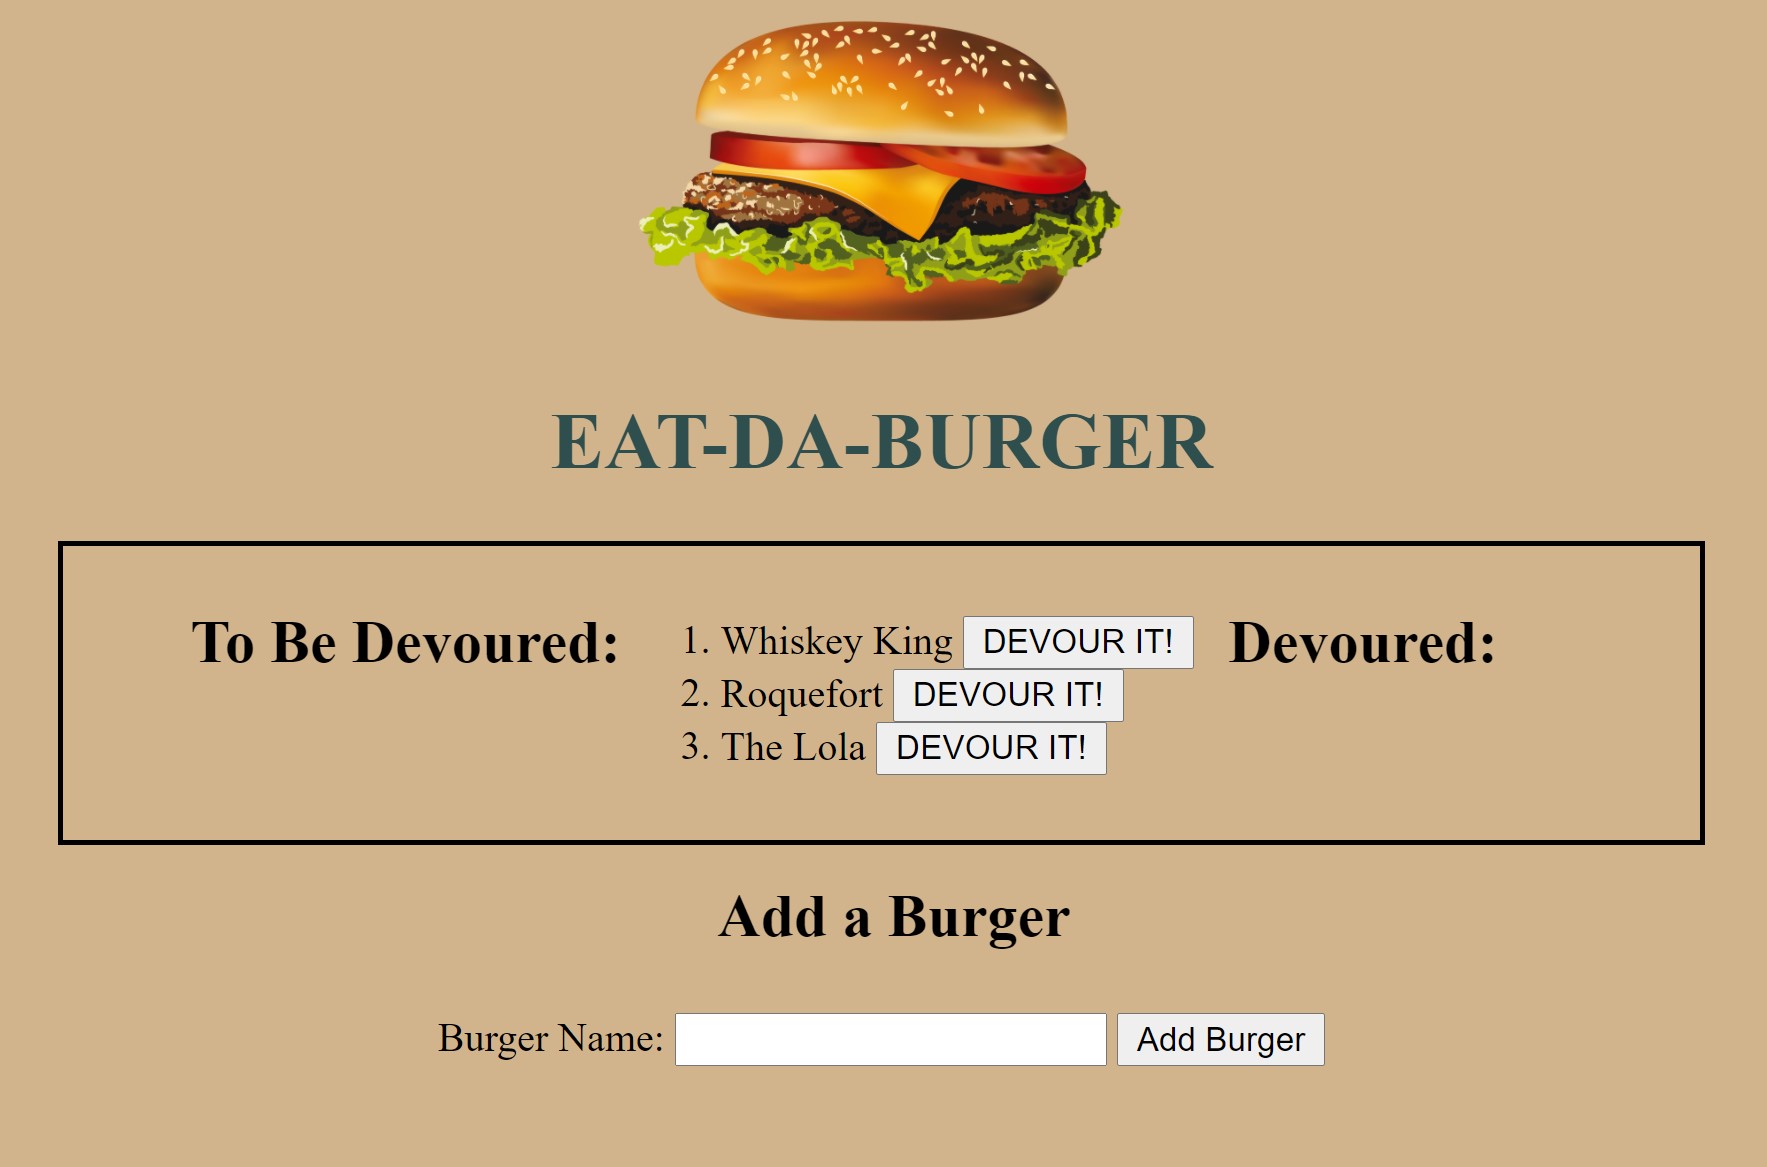 EAT-DA-BURGER
To Be Devoured:
1. Whiskey King DEVOUR IT!
2. Roquefort DEVOUR IT!
3. The Lola DEVOUR IT!
Devoured:
Add a Burger
Burger Name: Add Burger